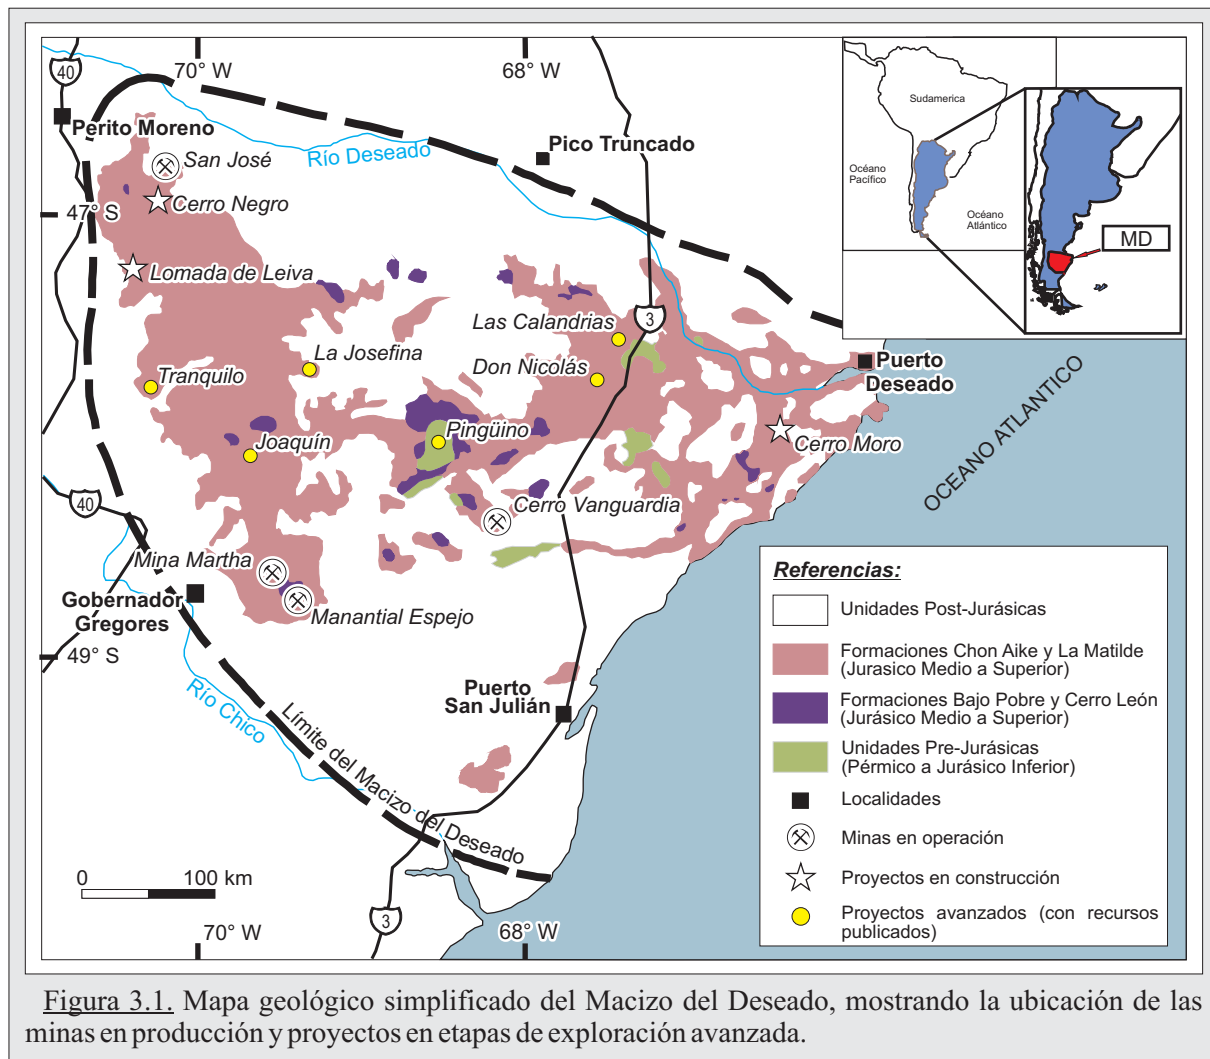 70° W
68° W
40
Perito Moreno
San José
Río Deseado
Pico Truncado
Cerro Negro
47° S
Lomada de Leiva
Sudamerica
Océano
Pacífico
Océano
Atlántico
MD
Las Calandrias
3
La Josefina
Don Nicolás
Tranquilo
Puerto
Deseado
OCEANO ATLANTICO
Pingüino
Joaquín
Cerro Moro
40
Cerro Vanguardia
Mina Martha
Gobernador
Gregores
Manantial Espejo
49° S
Río Chico
Puerto
San Julián
Límite del Macizo del Deseado
0 100 km
3
70° W
68° W
Referencias:
Unidades Post-Jurásicas
Formaciones Chon Aike y La Matilde
(Jurasico Medio a Superior)
Formaciones Bajo Pobre y Cerro León
(Jurásico Medio a Superior)
Unidades Pre-Jurásicas
(Pérmico a Jurásico Inferior)
Localidades
Minas en operación
Proyectos en construcción
Proyectos avanzados (con recursos
publicados)
Figura 3.1. Mapa geológico simplificado del Macizo del Deseado, mostrando la ubicación de las
minas en producción y proyectos en etapas de exploración avanzada.